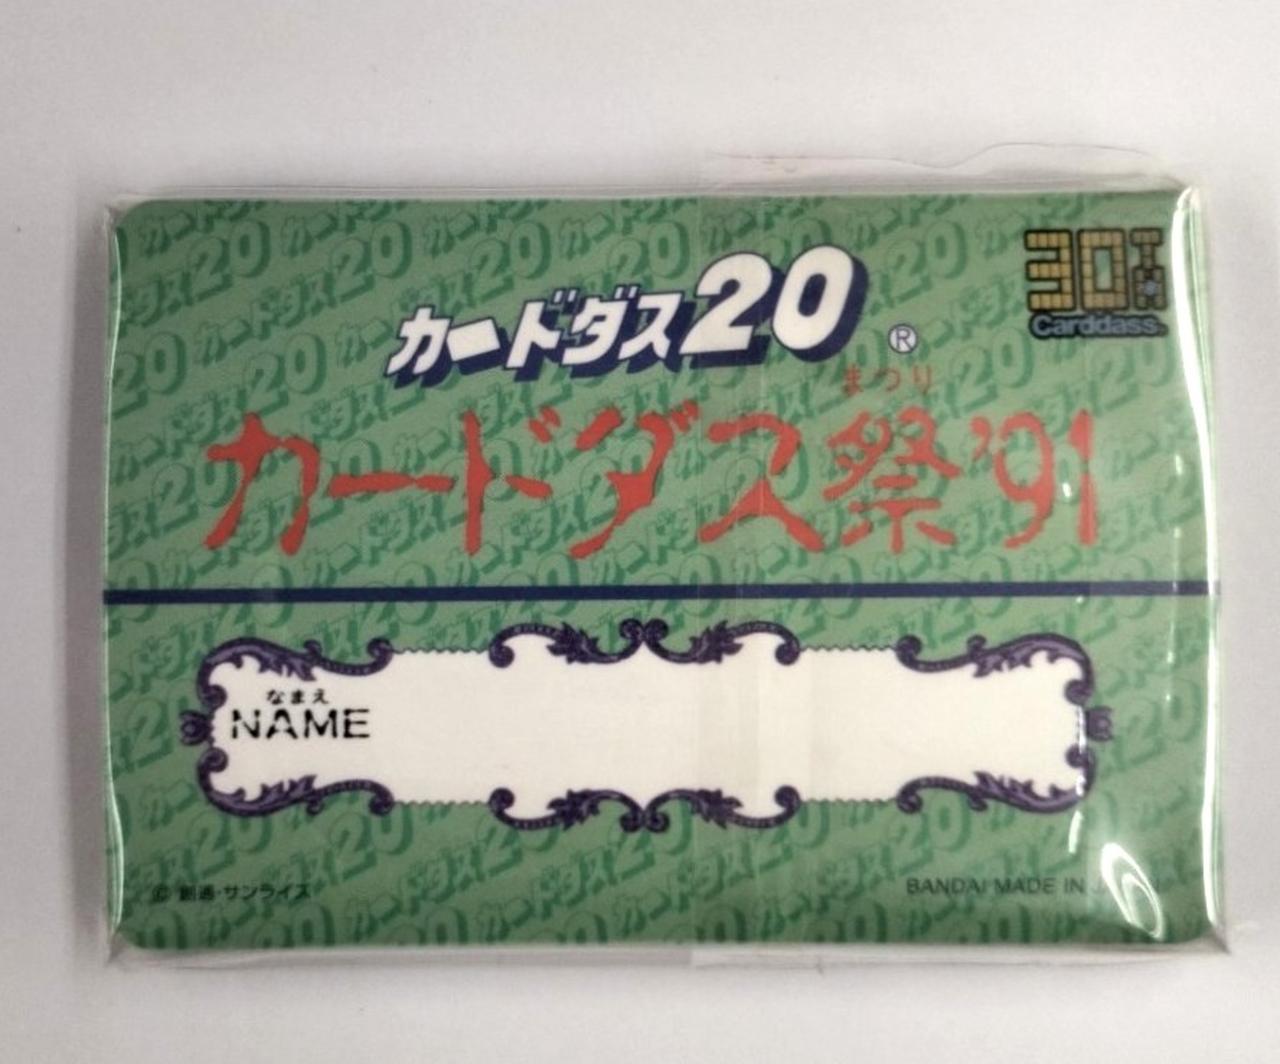 カードダス20®
30th
Carddass
まつり
カードダス祭'91
なまえ
NAME
© 創通・サンライズ
BANDAI MADE IN